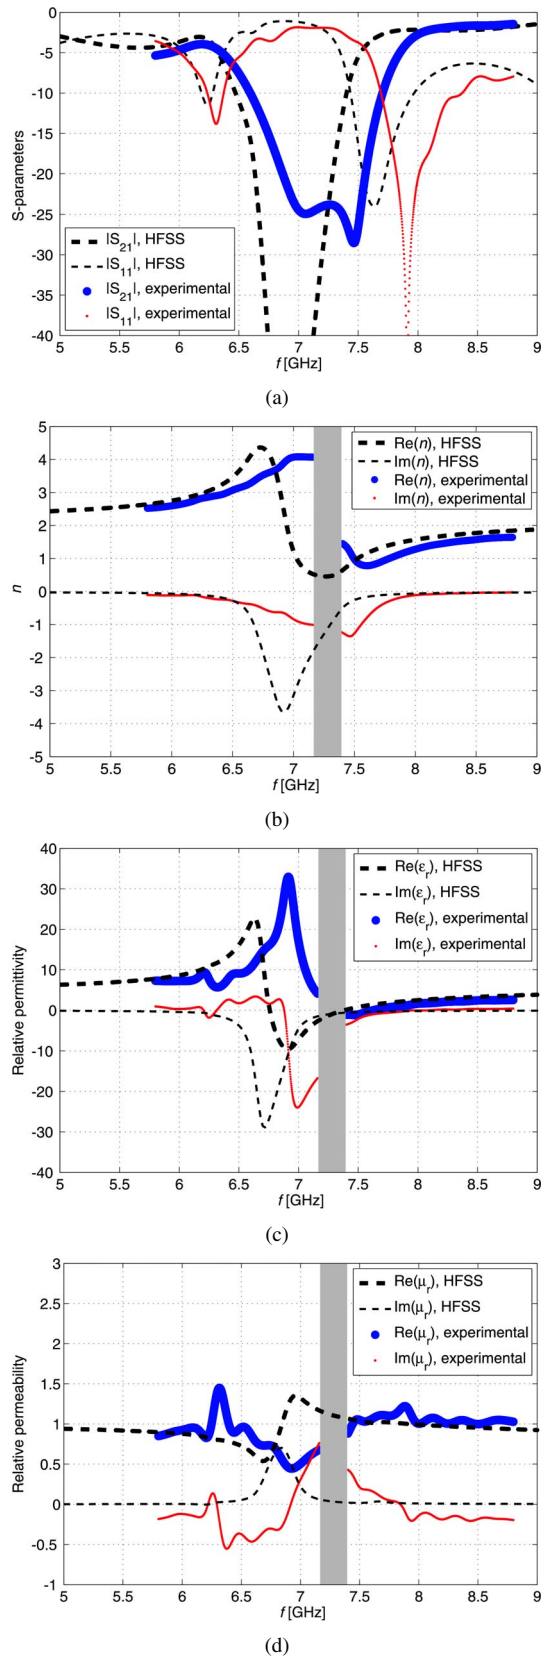 0
-5
-10
-15
-20
-25
-30
-35
-40
S-parameters
|S21|, HFSS
|S11|, HFSS
|S21|, experimental
|S11|, experimental
5 5.5 6 6.5 7 7.5 8 8.5 9
f [GHz]
(a)
5
4
3
2
1
0
-1
-2
-3
-4
-5
n
Re(n), HFSS
Im(n), HFSS
Re(n), experimental
Im(n), experimental
5 5.5 6 6.5 7 7.5 8 8.5 9
f [GHz]
(b)
40
30
20
10
0
-10
-20
-30
-40
Relative permittivity
Re(εr), HFSS
Im(εr), HFSS
Re(εr), experimental
Im(εr), experimental
5 5.5 6 6.5 7 7.5 8 8.5 9
f [GHz]
(c)
3
2.5
2
1.5
1
0.5
0
-0.5
-1
Relative permeability
Re(μr), HFSS
Im(μr), HFSS
Re(μr), experimental
Im(μr), experimental
5 5.5 6 6.5 7 7.5 8 8.5 9
f [GHz]
(d)